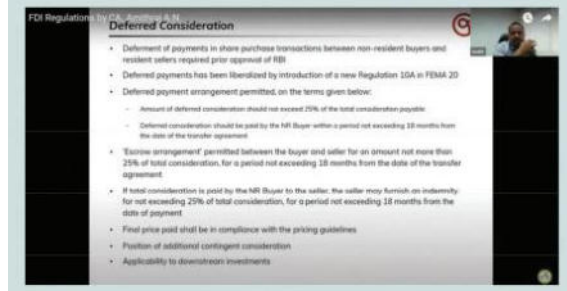 FDI Regulations by CA.
Deferred Consideration
• Deferment of payments in share purchase transactions between non-resident buyers and
resident sellers required prior approval of RBI
• Deferred payments has been liberalized by introduction of a new Regulation 10A in FEMA 20
• Deferred payment arrangement permitted, on the terms given below:
– Amount of deferred consideration should not exceed 25% of the total consideration payable
– Deferred consideration should be paid by the NR Buyer within a period not exceeding 18 months from
the date of the transfer agreement
• 'Escrow arrangement' permitted between the buyer and seller for an amount not more than
25% of total consideration, for a period not exceeding 18 months from the date of the transfer
agreement
• If total consideration is paid by the NR Buyer to the seller, the seller may furnish an indemnity
for not exceeding 25% of total consideration, for a period not exceeding 18 months from the
date of payment
• Final price paid shall be in compliance with the pricing guidelines
• Position of additional contingent consideration
• Applicability to downstream investments